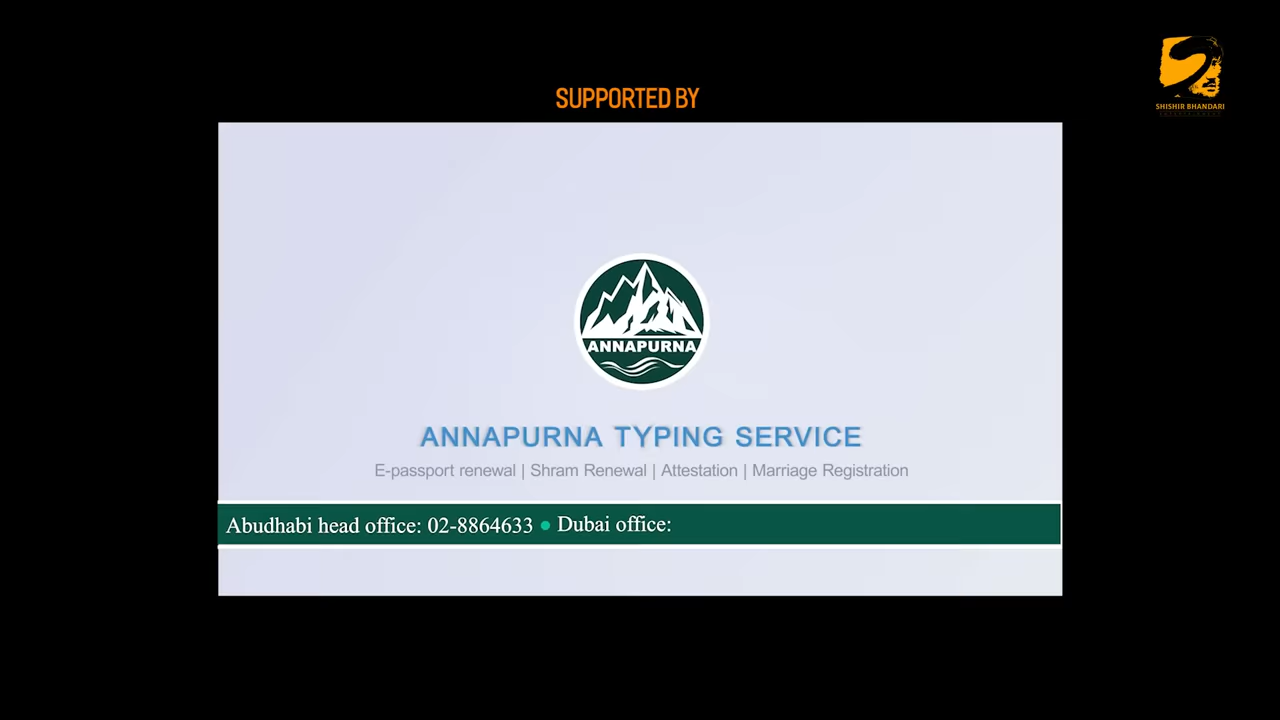 SHISHIR BHANDARI
ENTERTAINMENT
SUPPORTED BY
ANNAPURNA
ANNAPURNA TYPING SERVICE
E-passport renewal | Shram Renewal | Attestation | Marriage Registration
Abudhabi head office: 02-8864633 ● Dubai office: